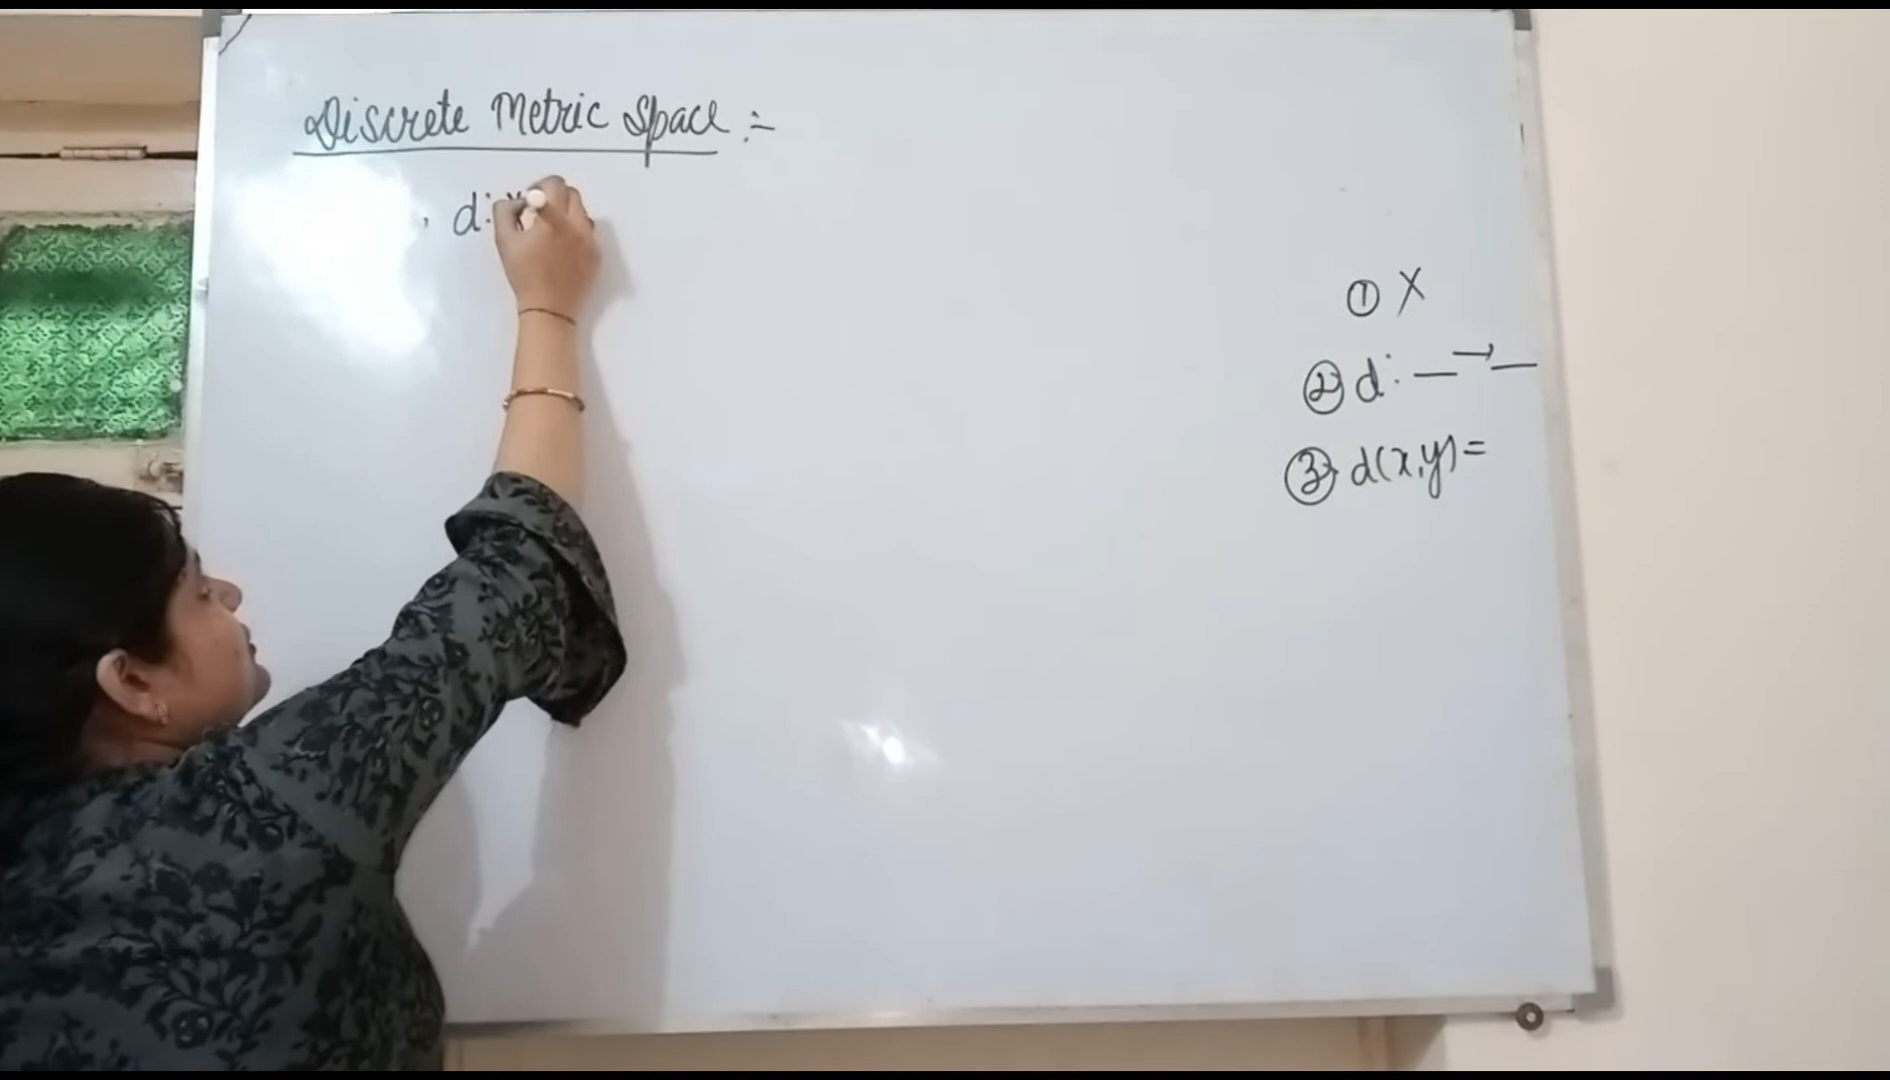 Discrete Metric Space :-
, d: X
① X
② d: — → —
③ d(x,y) =